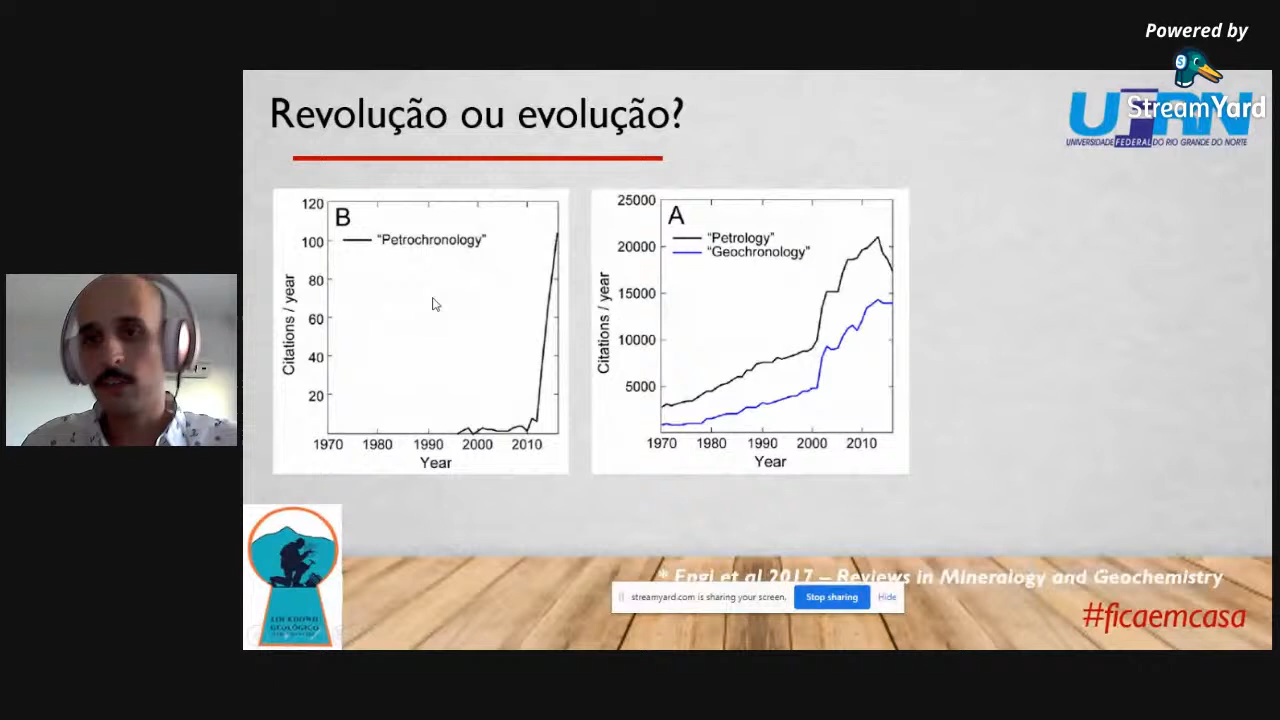 Powered by
StreamYard
Revolução ou evolução?
UFRN
UNIVERSIDADE FEDERAL DO RIO GRANDE DO NORTE
B
"Petrochronology"
120
100
80
60
40
20
Citations / year
1970 1980 1990 2000 2010
Year
A
"Petrology"
"Geochronology"
25000
20000
15000
10000
5000
Citations / year
1970 1980 1990 2000 2010
Year
* Engi et al 2017 – Reviews in Mineralogy and Geochemistry
streamyard.com is sharing your screen. Stop sharing Hide
#ficaemcasa
LOCKDOWN
GEOLÓGICO